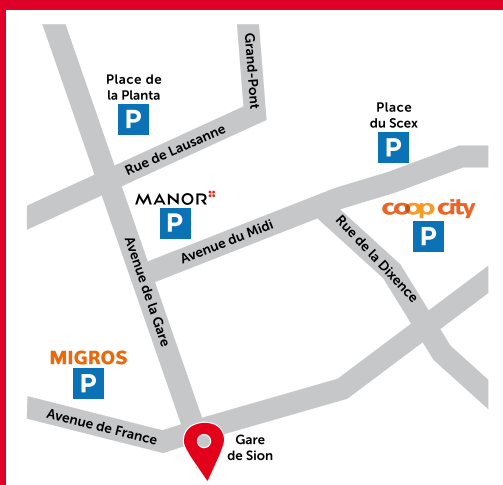 Grand-Pont
Place de
la Planta
P
Rue de Lausanne
Place
du Scex
P
MANOR
P
coop city
P
Avenue du Midi
Rue de la Dixence
Avenue de la Gare
MIGROS
P
Avenue de France
Gare
de Sion